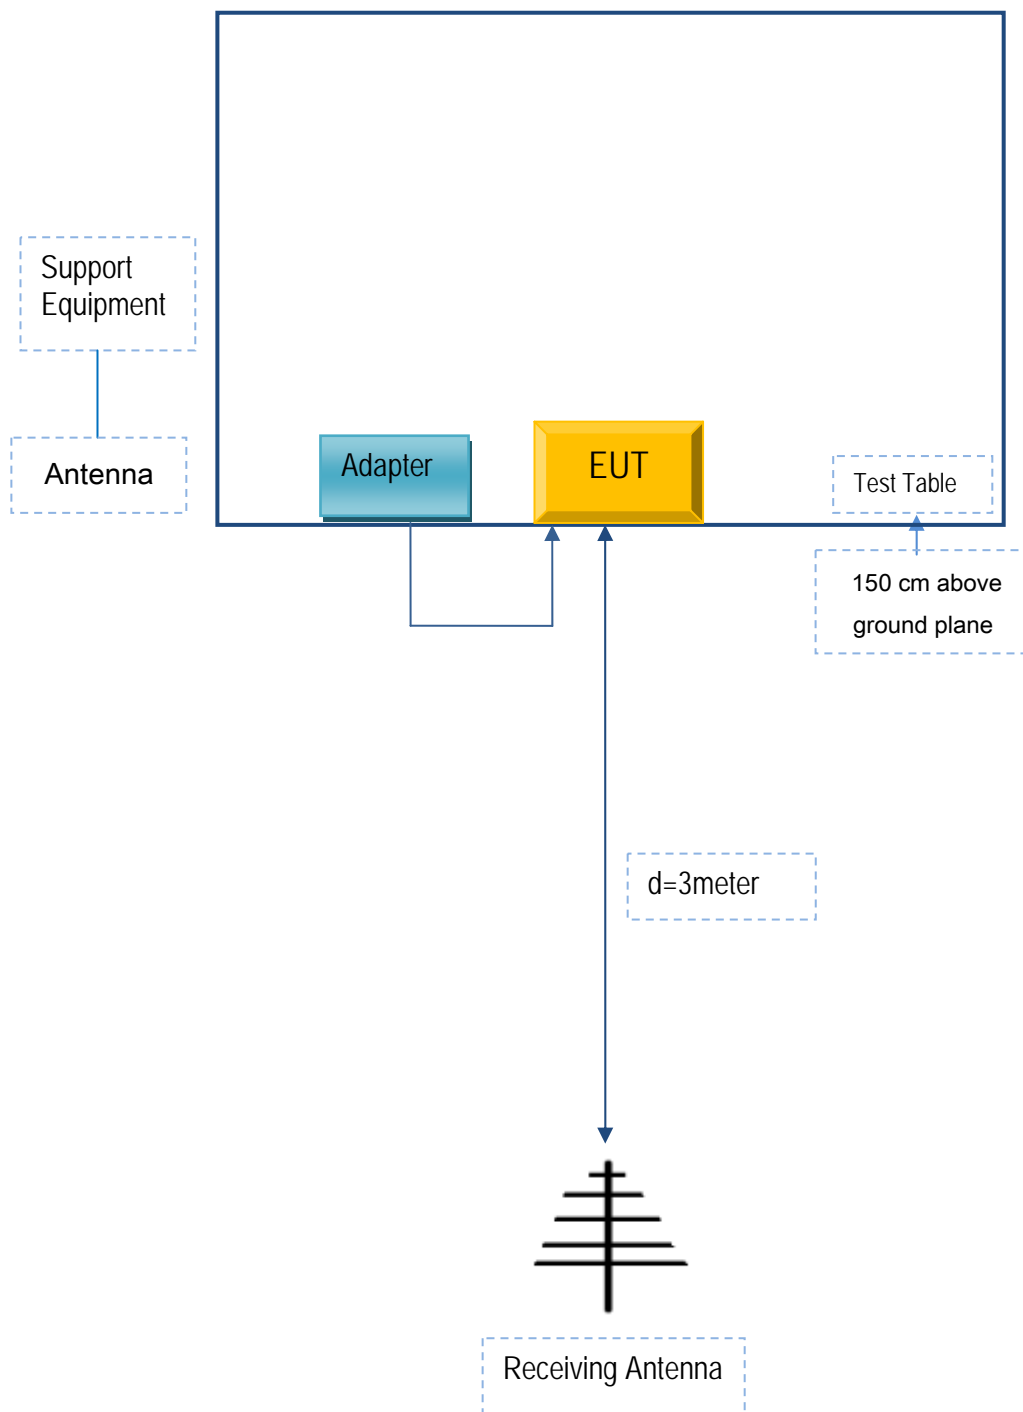 Support
Equipment
Antenna
Adapter
EUT
Test Table
150 cm above
ground plane
d=3meter
Receiving Antenna